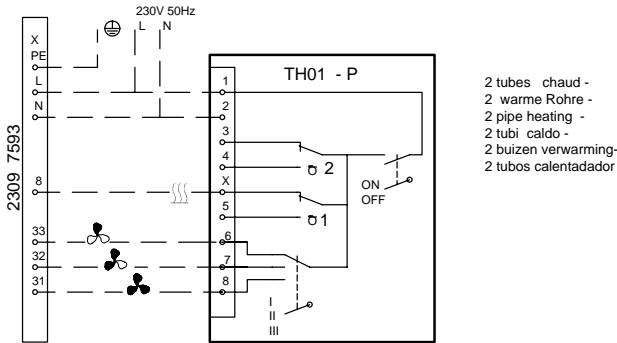 230V 50Hz
L N
X
PE
L
N
8
33
32
31
2309 7593
TH01 - P
1
2
3
4
X
5
6
7
8
2
1
ON
OFF
I
II
III
2 tubes chaud -
2 warme Rohre -
2 pipe heating -
2 tubi caldo -
2 buizen verwarming-
2 tubos calentadador